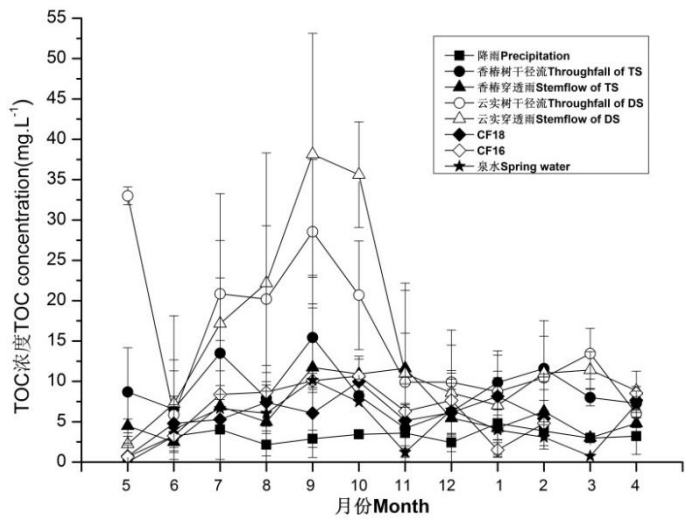 55
50
45
40
35
30
25
20
15
10
5
0
TOC浓度TOC concentration(mg.L-1)
降雨Precipitation
香椿树干径流Throughfall of TS
香椿穿透雨Stemflow of TS
云实树干径流Throughfall of DS
云实穿透雨Stemflow of DS
CF18
CF16
泉水Spring water
5 6 7 8 9 10 11 12 1 2 3 4
月份Month